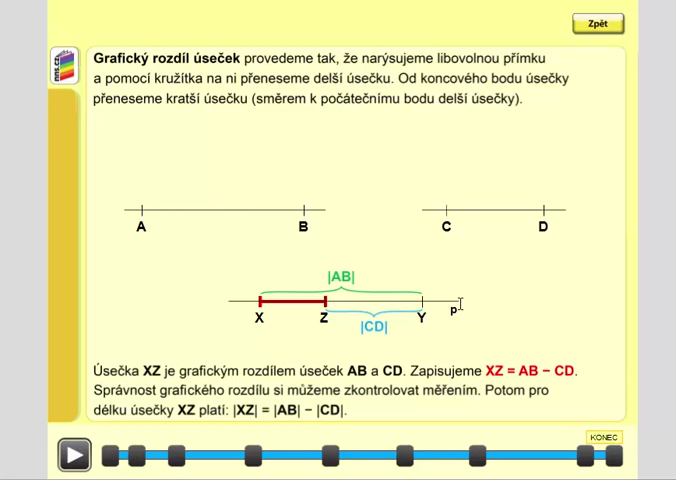 Zpět
mns.cz
Grafický rozdíl úseček provedeme tak, že narýsujeme libovolnou přímku
a pomocí kružítka na ni přeneseme delší úsečku. Od koncového bodu úsečky
přeneseme kratší úsečku (směrem k počátečnímu bodu delší úsečky).
A B C D
|AB|
X Z Y p
|CD|
Úsečka XZ je grafickým rozdílem úseček AB a CD. Zapisujeme XZ = AB − CD.
Správnost grafického rozdílu si můžeme zkontrolovat měřením. Potom pro
délku úsečky XZ platí: |XZ| = |AB| − |CD|.
KONEC